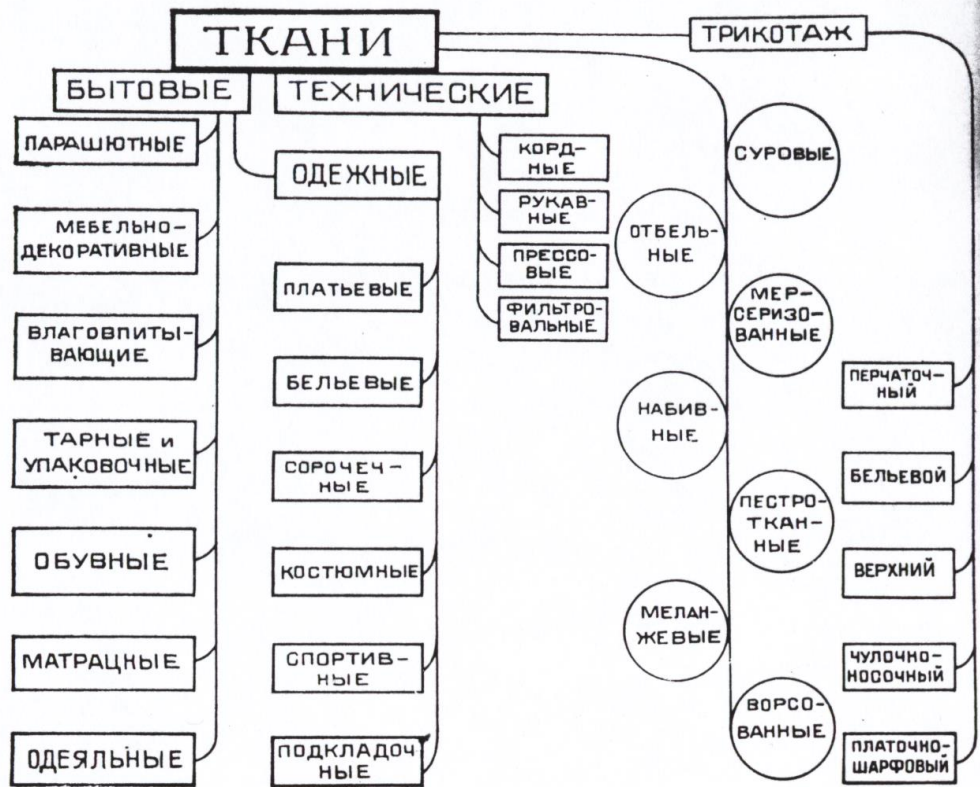 ТКАНИ
ТРИКОТАЖ
БЫТОВЫЕ
ТЕХНИЧЕСКИЕ
ПАРАШЮТНЫЕ
МЕБЕЛЬНО-
ДЕКОРАТИВНЫЕ
ВЛАГОВПИТЫ-
ВАЮЩИЕ
ТАРНЫЕ и
УПАКОВОЧНЫЕ
ОБУВНЫЕ
МАТРАЦНЫЕ
ОДЕЯЛЬНЫЕ
ОДЕЖНЫЕ
ПЛАТЬЕВЫЕ
БЕЛЬЕВЫЕ
СОРОЧЕЧ-
НЫЕ
КОСТЮМНЫЕ
СПОРТИВ-
НЫЕ
ПОДКЛАДОЧ
НЫЕ
КОРД-
НЫЕ
РУКАВ-
НЫЕ
ПРЕССО-
ВЫЕ
ФИЛЬТРО-
ВАЛЬНЫЕ
СУРОВЫЕ
ОТБЕЛЬ-
НЫЕ
МЕР-
СЕРИЗО-
ВАННЫЕ
НАБИВ-
НЫЕ
ПЕСТРО-
ТКАН-
НЫЕ
МЕЛАН-
ЖЕВЫЕ
ВОРСО-
ВАННЫЕ
ПЕРЧАТОЧ-
НЫЙ
БЕЛЬЕВОЙ
ВЕРХНИЙ
ЧУЛОЧНО-
НОСОЧНЫЙ
ПЛАТОЧНО-
ШАРФОВЫЙ